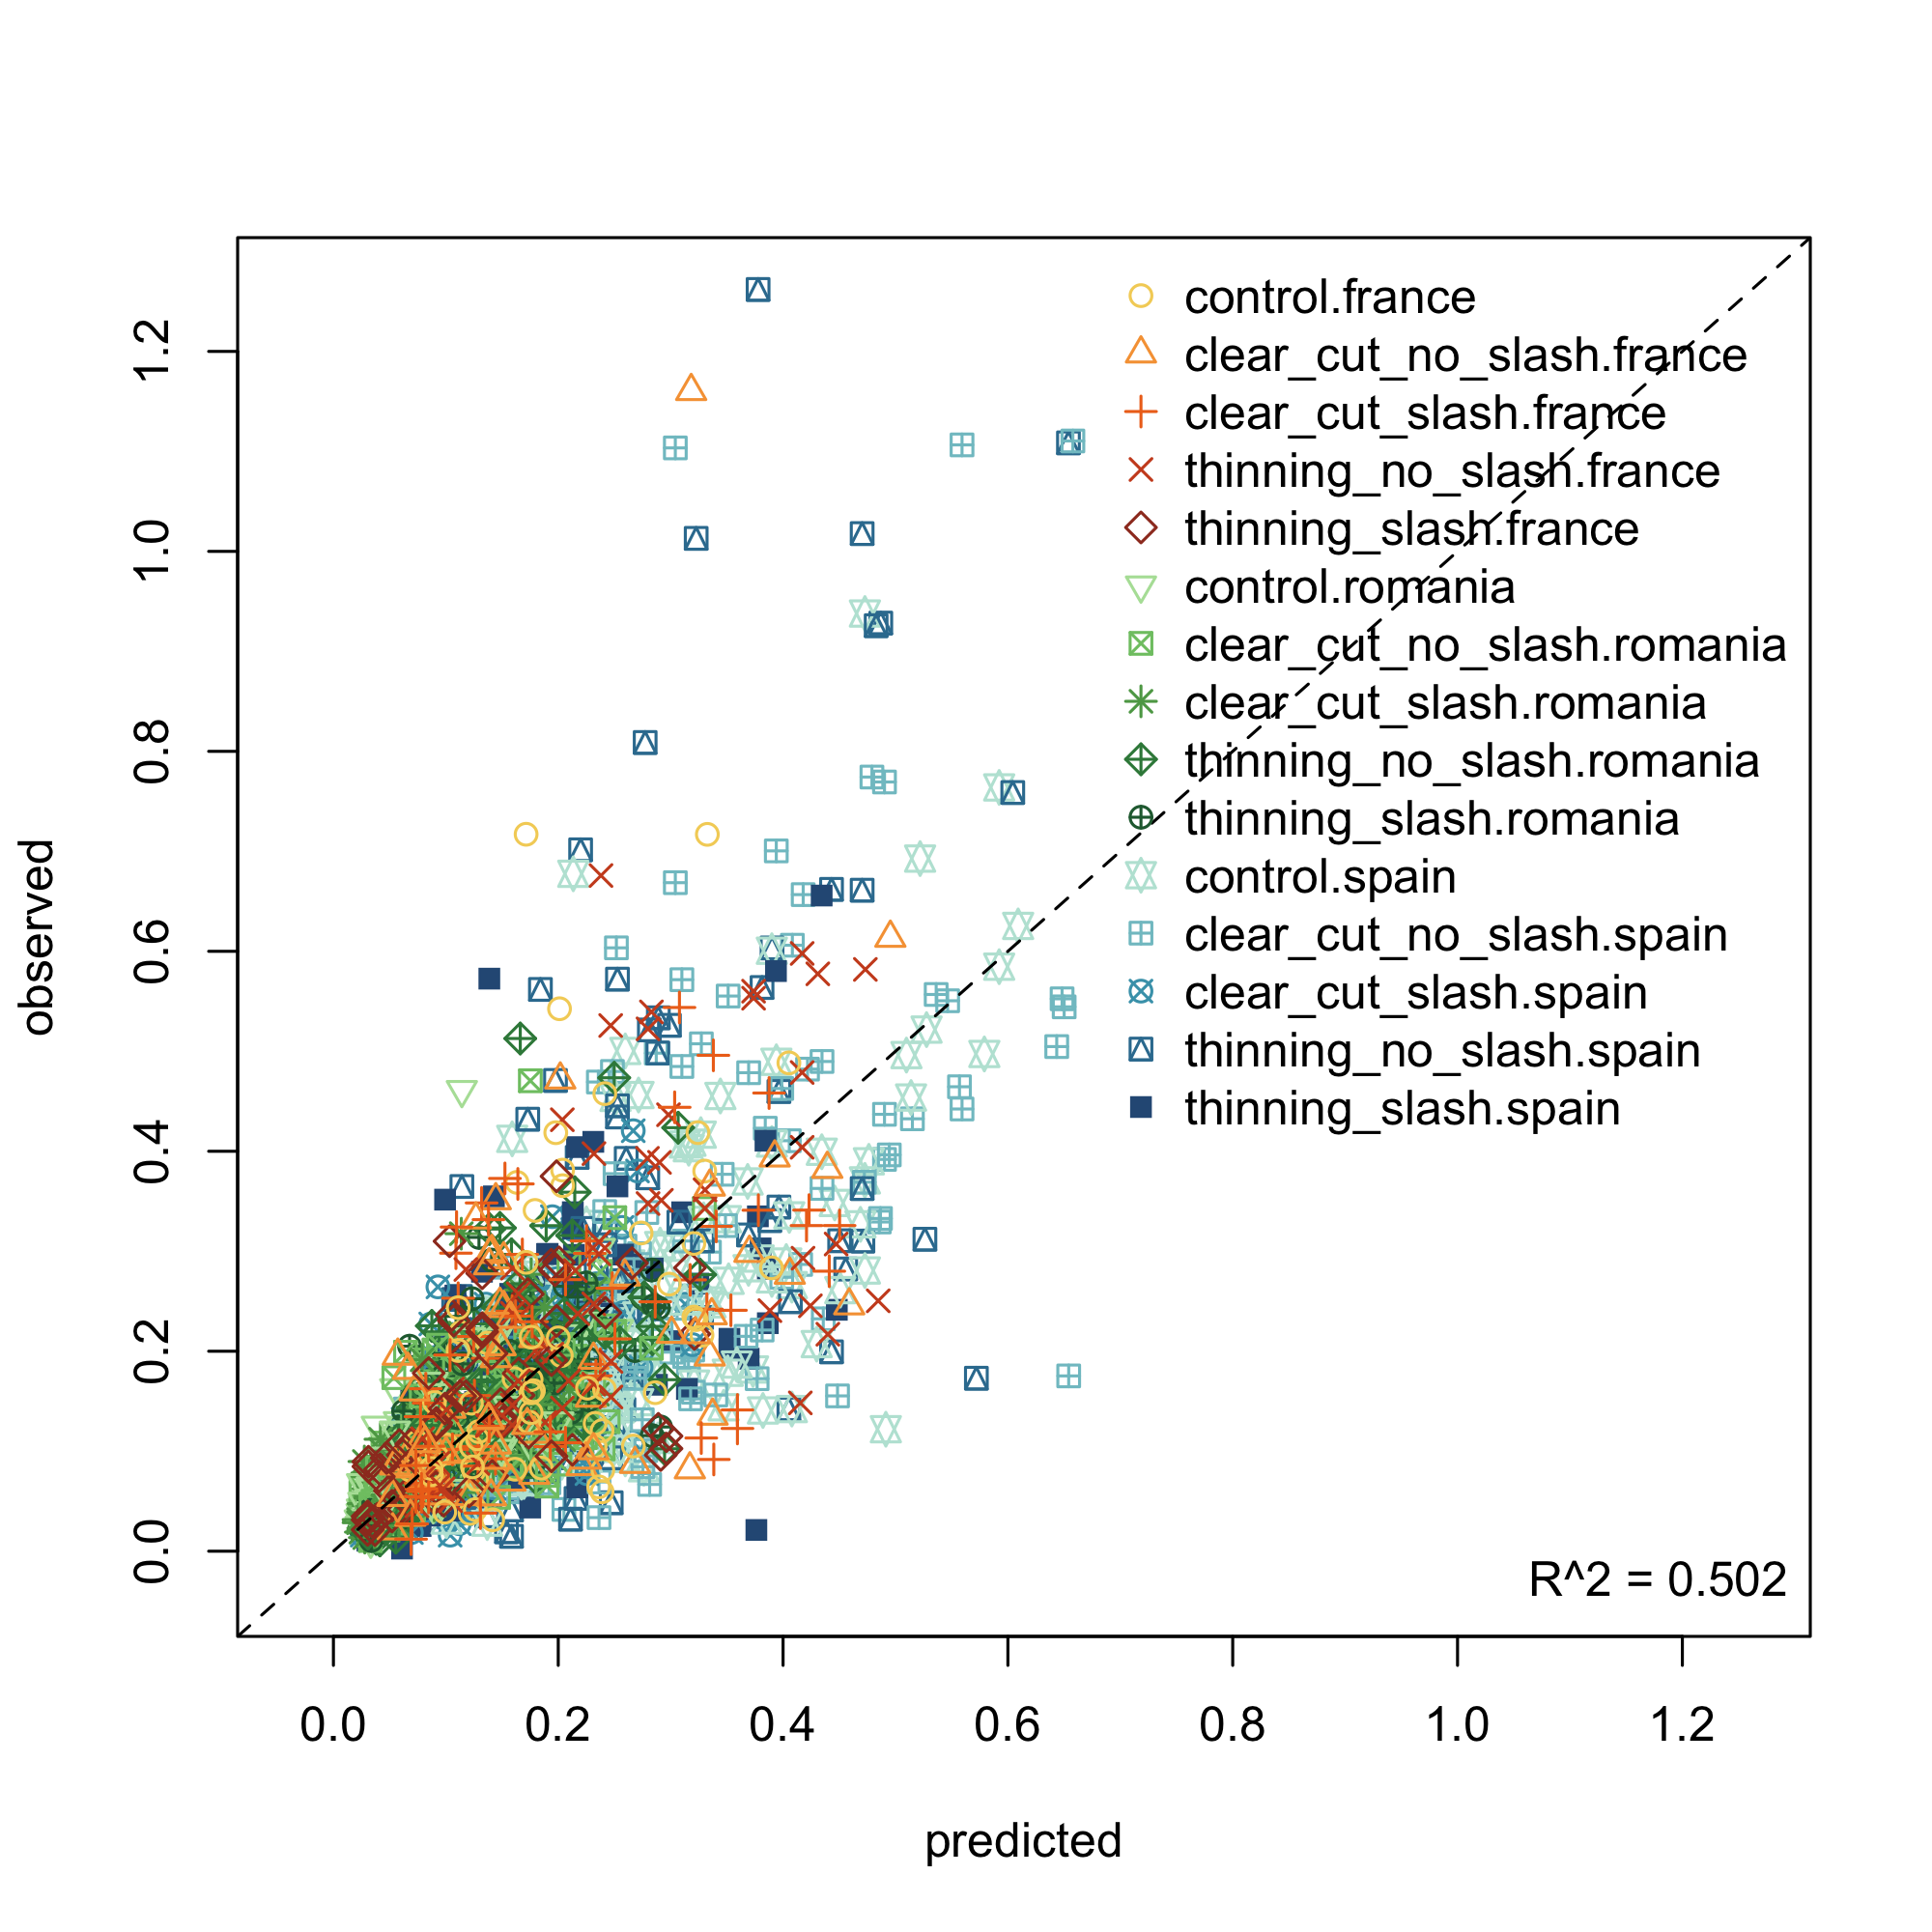 control.france
clear_cut_no_slash.france
clear_cut_slash.france
thinning_no_slash.france
thinning_slash.france
control.romania
clear_cut_no_slash.romania
clear_cut_slash.romania
thinning_no_slash.romania
thinning_slash.romania
control.spain
clear_cut_no_slash.spain
clear_cut_slash.spain
thinning_no_slash.spain
thinning_slash.spain
R^2 = 0.502
observed
1.2
1.0
0.8
0.6
0.4
0.2
0.0
0.0 0.2 0.4 0.6 0.8 1.0 1.2
predicted